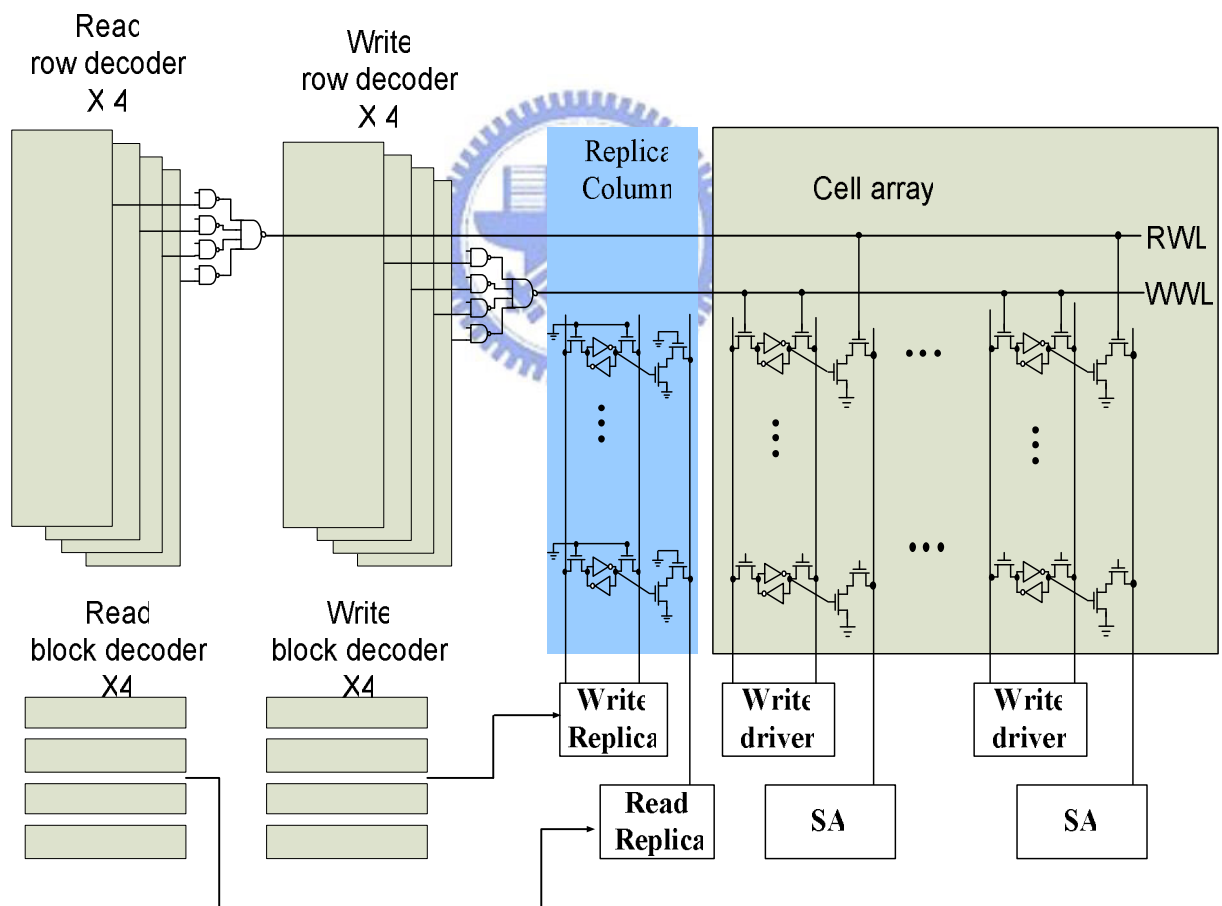 Read
row decoder
X 4
Write
row decoder
X 4
Replica
Column
Cell array
RWL
WWL
Read
block decoder
X4
Write
block decoder
X4
Write
Replica
Write
driver
Write
driver
Read
Replica
SA
SA